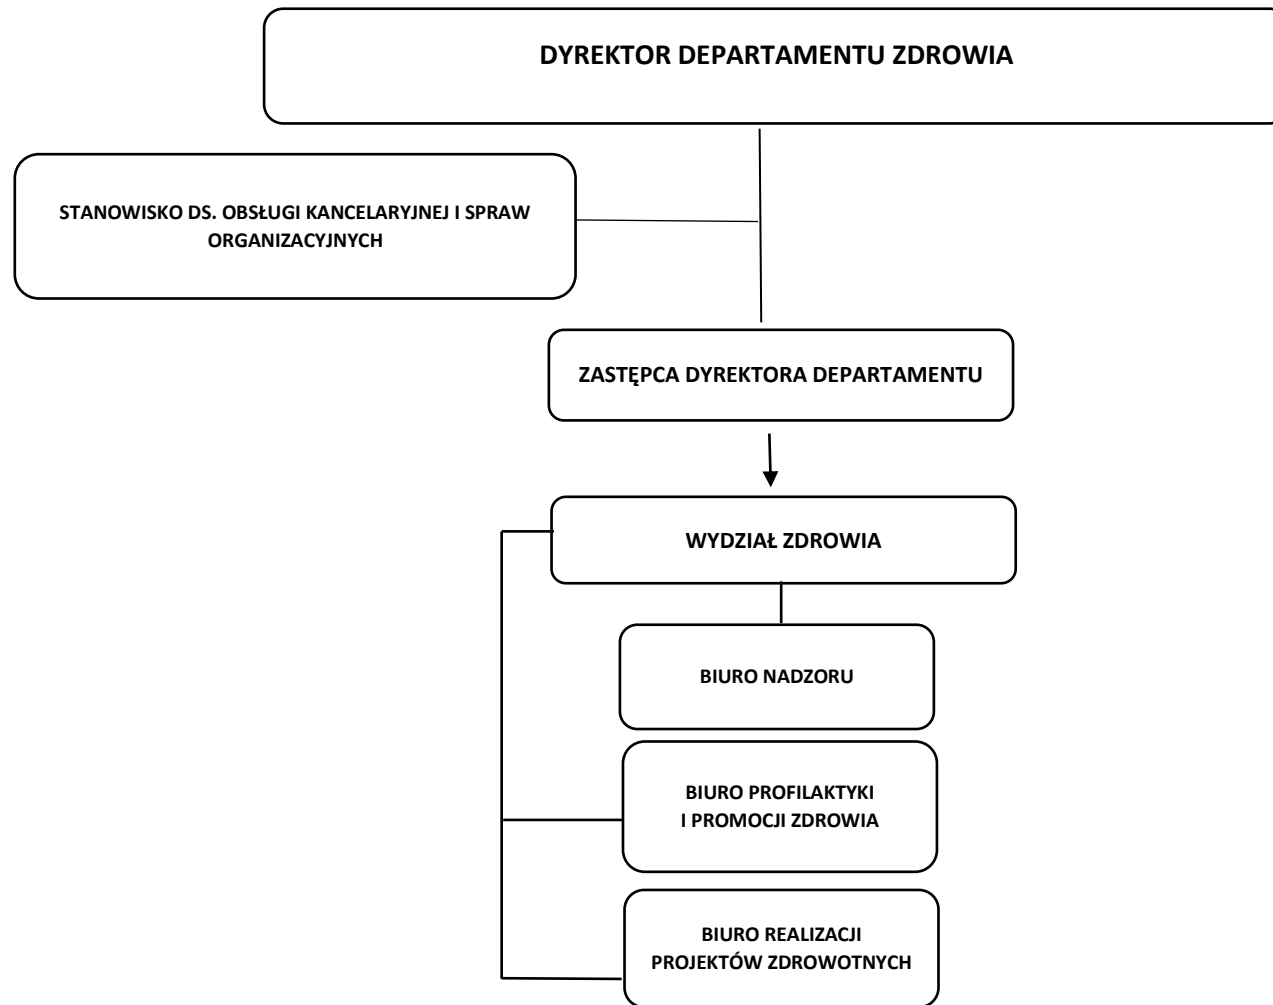 DYREKTOR DEPARTAMENTU ZDROWIA
STANOWISKO DS. OBSŁUGI KANCELARYJNEJ I SPRAW
ORGANIZACYJNYCH
ZASTĘPCA DYREKTORA DEPARTAMENTU
WYDZIAŁ ZDROWIA
BIURO NADZORU
BIURO PROFILAKTYKI
I PROMOCJI ZDROWIA
BIURO REALIZACJI
PROJEKTÓW ZDROWOTNYCH